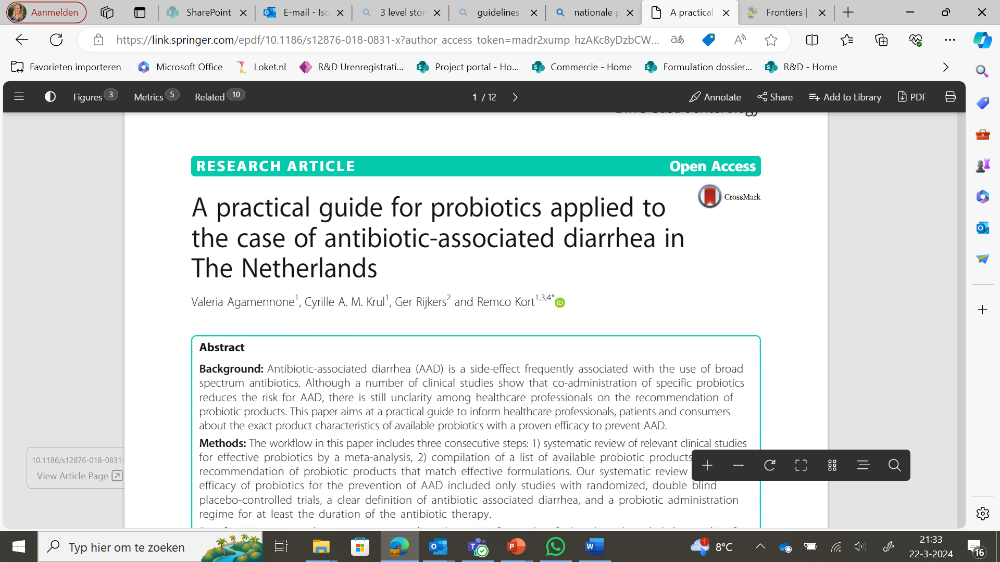 Aanmelden
SharePoint
E-mail - Iso
3 level stor
guidelines
nationale p
A practical
Frontiers |
https://link.springer.com/epdf/10.1186/s12876-018-0831-x?author_access_token=madr2xump_hzAKc8yDzbCW...
Favorieten importeren
Microsoft Office
Loket.nl
R&D Urenregistrati...
Project portal - Ho...
Commercie - Home
Formulation dossier...
R&D - Home
Figures 3
Metrics 5
Related 10
1 / 12
Annotate
Share
Add to Library
PDF
RESEARCH ARTICLE
Open Access
CrossMark
A practical guide for probiotics applied to
the case of antibiotic-associated diarrhea in
The Netherlands
Valeria Agamennone1, Cyrille A. M. Krul1, Ger Rijkers2 and Remco Kort1,3,4*
Abstract
Background: Antibiotic-associated diarrhea (AAD) is a side-effect frequently associated with the use of broad
spectrum antibiotics. Although a number of clinical studies show that co-administration of specific probiotics
reduces the risk for AAD, there is still unclarity among healthcare professionals on the recommendation of
probiotic products. This paper aims at a practical guide to inform healthcare professionals, patients and consumers
about the exact product characteristics of available probiotics with a proven efficacy to prevent AAD.
Methods: The workflow in this paper includes three consecutive steps: 1) systematic review of relevant clinical studies
for effective probiotics by a meta-analysis, 2) compilation of a list of available probiotic products
recommendation of probiotic products that match effective formulations. Our systematic review
efficacy of probiotics for the prevention of AAD included only studies with randomized, double blind
placebo-controlled trials, a clear definition of antibiotic associated diarrhea, and a probiotic administration
regime for at least the duration of the antibiotic therapy.
10.1186/s12876-018-0831-
View Article Page
Typ hier om te zoeken
1
8°C
21:33
22-3-2024
16